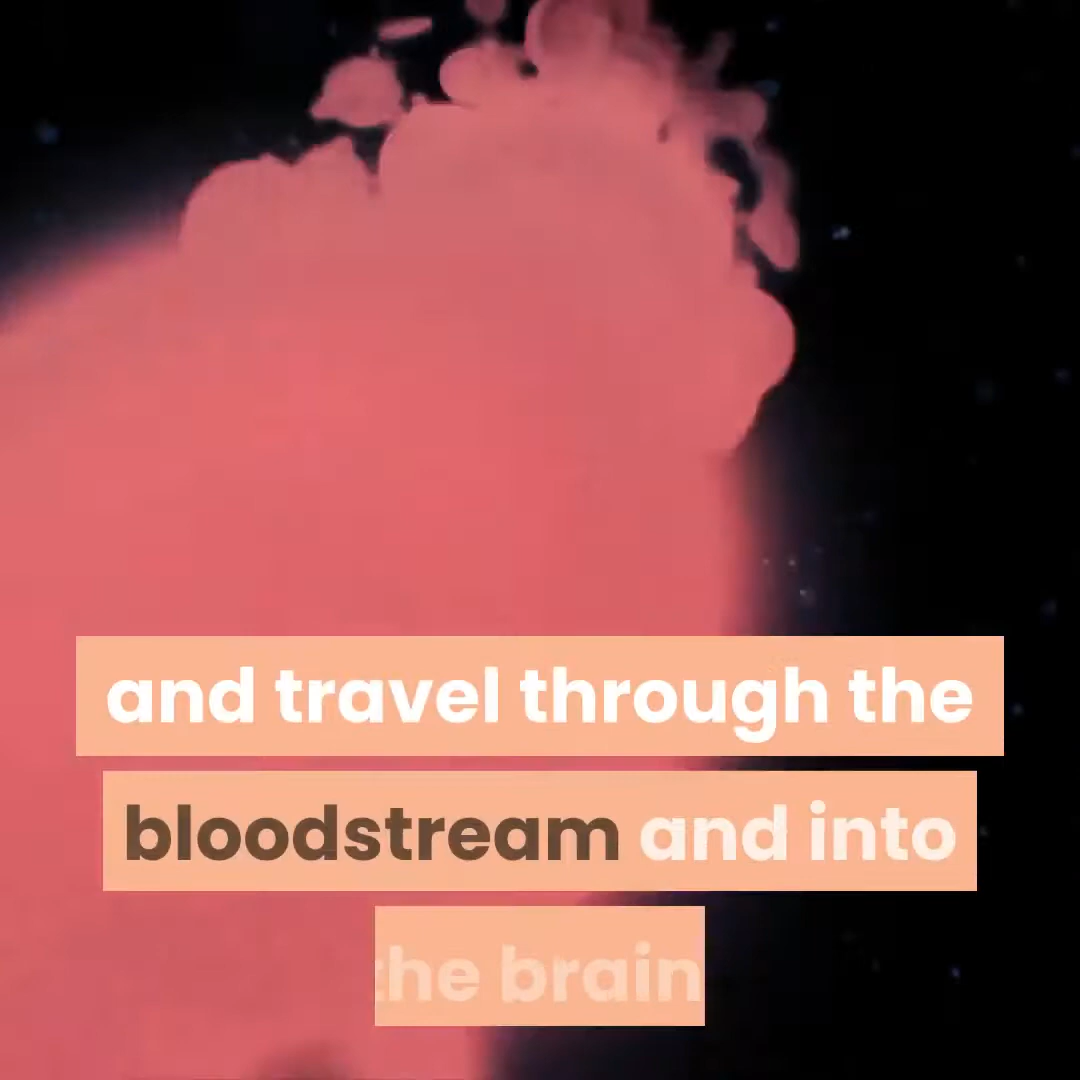 and travel through the
bloodstream and into
the brain